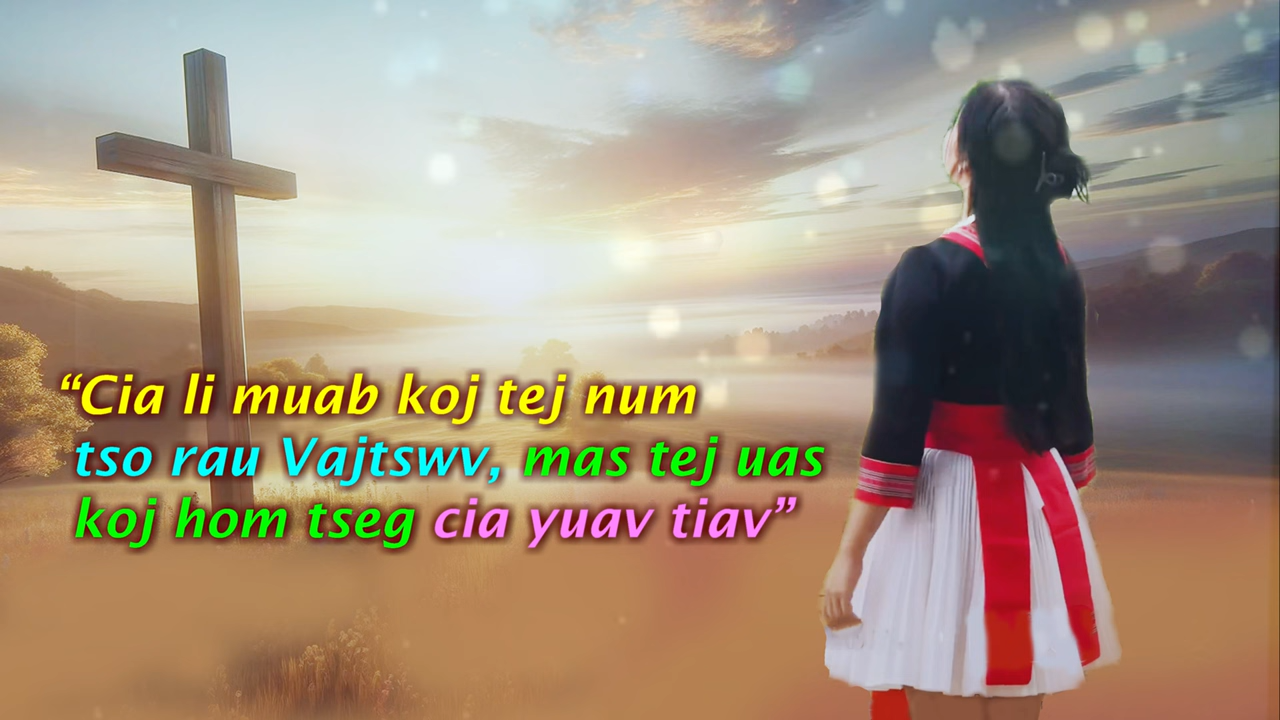 “Cia li muab koj tej num
tso rau Vajtswv, mas tej uas
koj hom tseg cia yuav tiav”